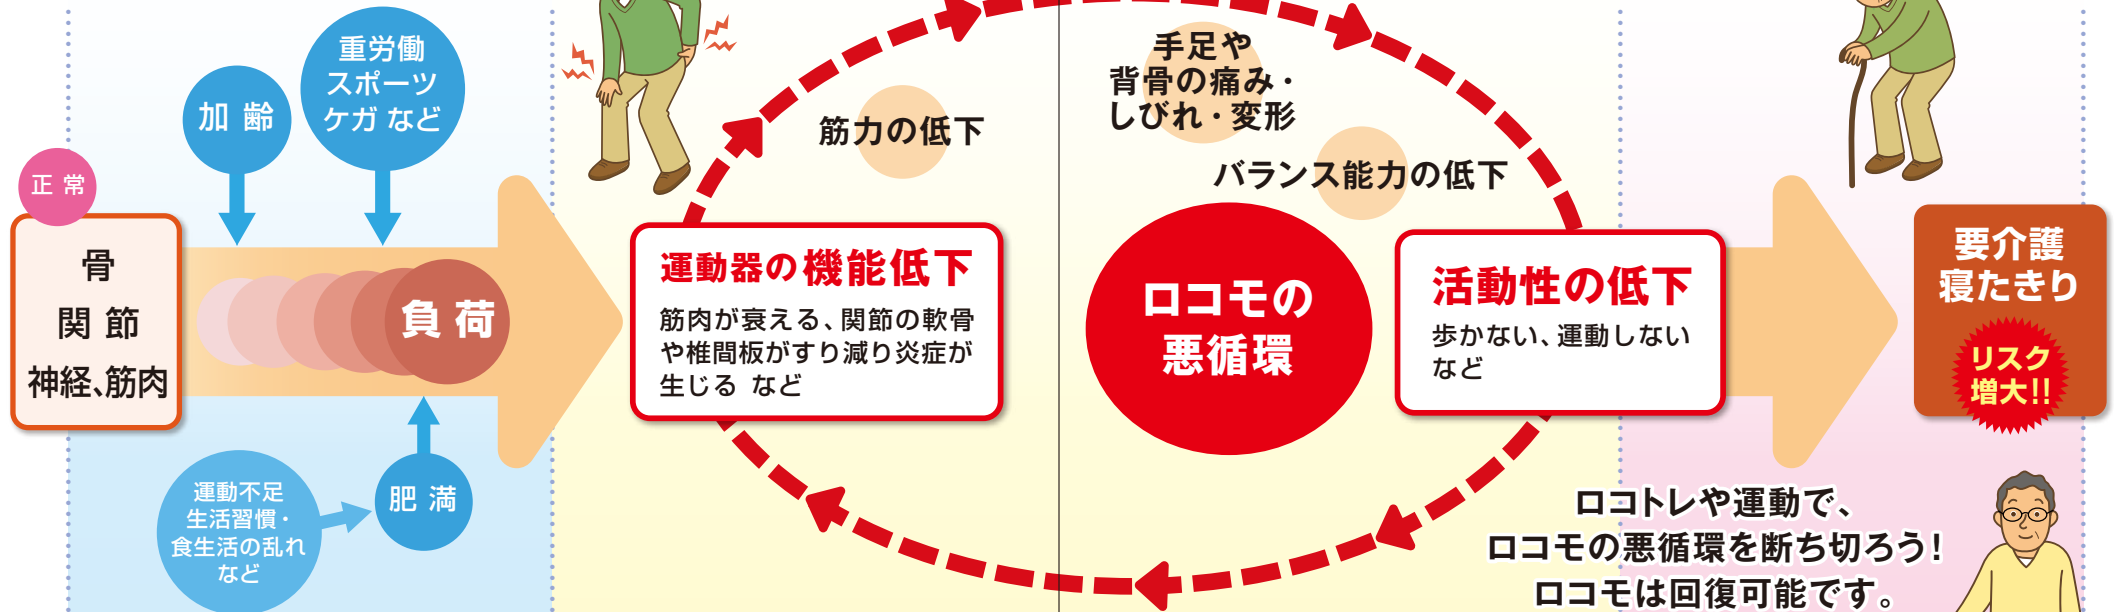 正常
骨
関節
神経、筋肉
加齢
重労働
スポーツ
ケガ など
負荷
肥満
運動不足
生活習慣・
食生活の乱れ
など
運動器の機能低下
筋肉が衰える、関節の軟骨
や椎間板がすり減り炎症が
生じる など
筋力の低下
手足や
背骨の痛み・
しびれ・変形
バランス能力の低下
ロコモの
悪循環
活動性の低下
歩かない、運動しない
など
要介護
寝たきり
リスク
増大!!
ロコトレや運動で、
ロコモの悪循環を断ち切ろう！
ロコモは回復可能です。